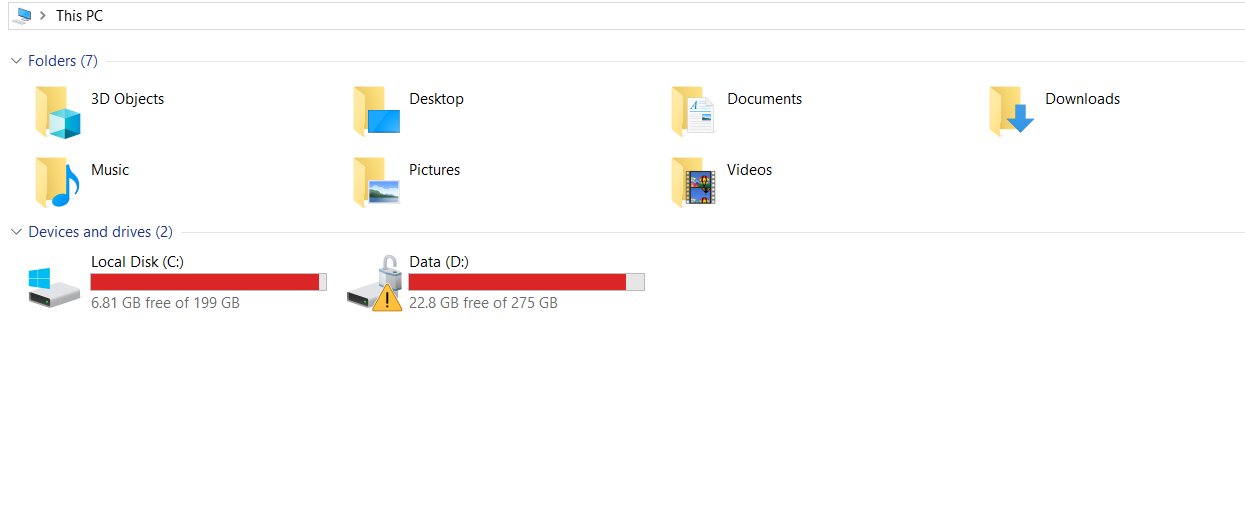 This PC
Folders (7)
3D Objects
Desktop
Documents
Downloads
Music
Pictures
Videos
Devices and drives (2)
Local Disk (C:)
6.81 GB free of 199 GB
Data (D:)
22.8 GB free of 275 GB